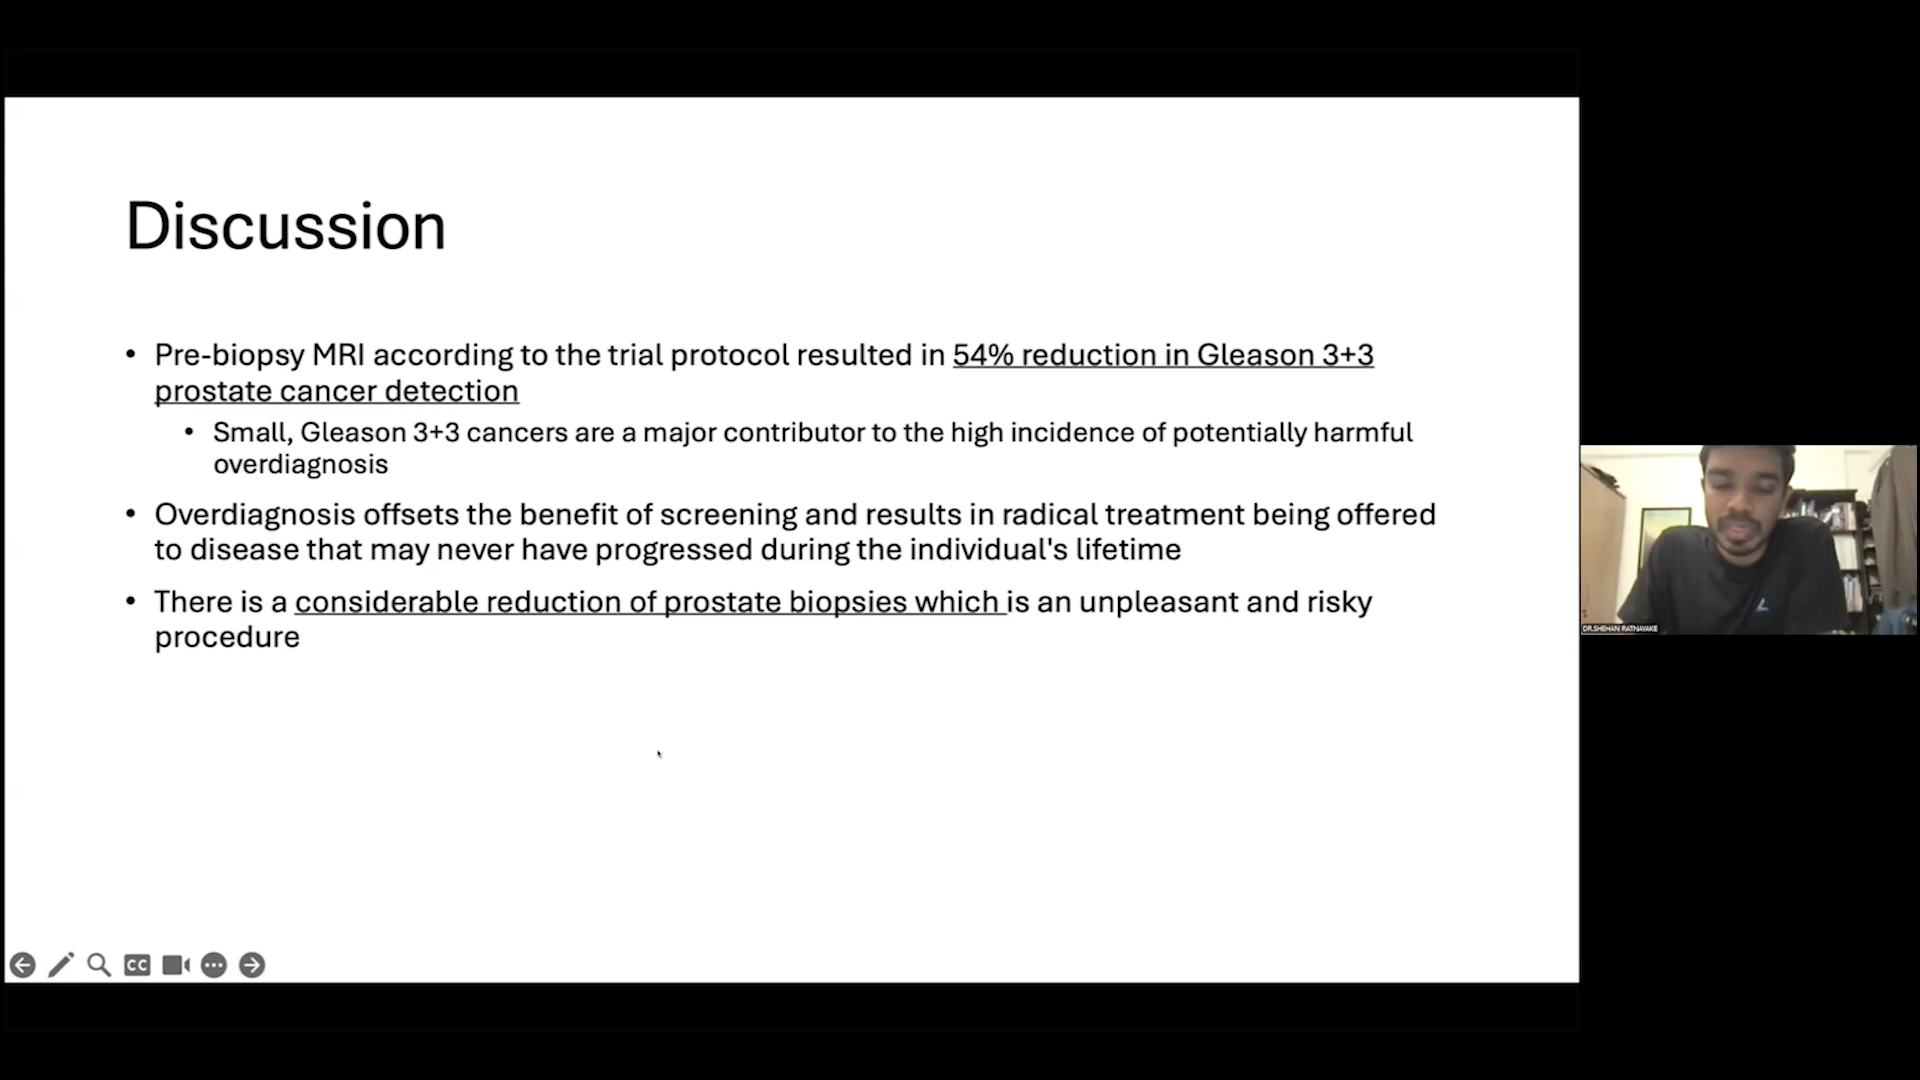 Discussion
• Pre-biopsy MRI according to the trial protocol resulted in 54% reduction in Gleason 3+3
prostate cancer detection
• Small, Gleason 3+3 cancers are a major contributor to the high incidence of potentially harmful
overdiagnosis
• Overdiagnosis offsets the benefit of screening and results in radical treatment being offered
to disease that may never have progressed during the individual's lifetime
• There is a considerable reduction of prostate biopsies which is an unpleasant and risky
procedure
CC
DR.SHEHAN RATNAYAKE